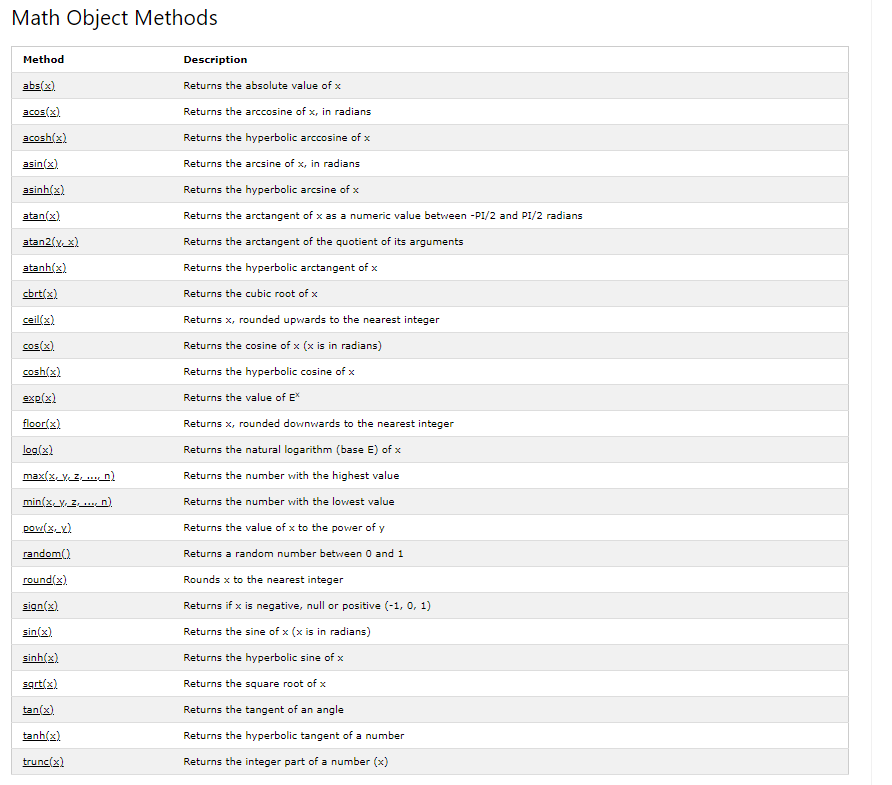 Math Object Methods
Method Description
abs(x) Returns the absolute value of x
acos(x) Returns the arccosine of x, in radians
acosh(x) Returns the hyperbolic arccosine of x
asin(x) Returns the arcsine of x, in radians
asinh(x) Returns the hyperbolic arcsine of x
atan(x) Returns the arctangent of x as a numeric value between -PI/2 and PI/2 radians
atan2(y, x) Returns the arctangent of the quotient of its arguments
atanh(x) Returns the hyperbolic arctangent of x
cbrt(x) Returns the cubic root of x
ceil(x) Returns x, rounded upwards to the nearest integer
cos(x) Returns the cosine of x (x is in radians)
cosh(x) Returns the hyperbolic cosine of x
exp(x) Returns the value of Eˣ
floor(x) Returns x, rounded downwards to the nearest integer
log(x) Returns the natural logarithm (base E) of x
max(x, y, z, ..., n) Returns the number with the highest value
min(x, y, z, ..., n) Returns the number with the lowest value
pow(x, y) Returns the value of x to the power of y
random() Returns a random number between 0 and 1
round(x) Rounds x to the nearest integer
sign(x) Returns if x is negative, null or positive (-1, 0, 1)
sin(x) Returns the sine of x (x is in radians)
sinh(x) Returns the hyperbolic sine of x
sqrt(x) Returns the square root of x
tan(x) Returns the tangent of an angle
tanh(x) Returns the hyperbolic tangent of a number
trunc(x) Returns the integer part of a number (x)